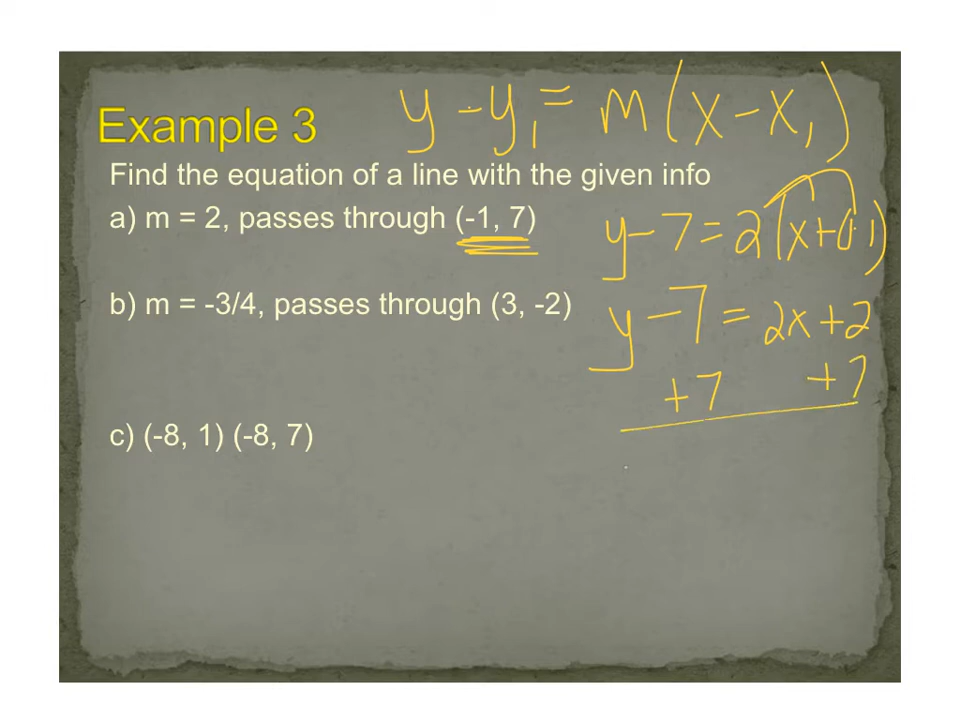 Example 3
y - y₁ = m(x - x₁)
Find the equation of a line with the given info
a) m = 2, passes through (-1, 7)
y - 7 = 2(x + 1)
b) m = -3/4, passes through (3, -2)
y - 7 = 2x + 2
+7 +7
c) (-8, 1) (-8, 7)